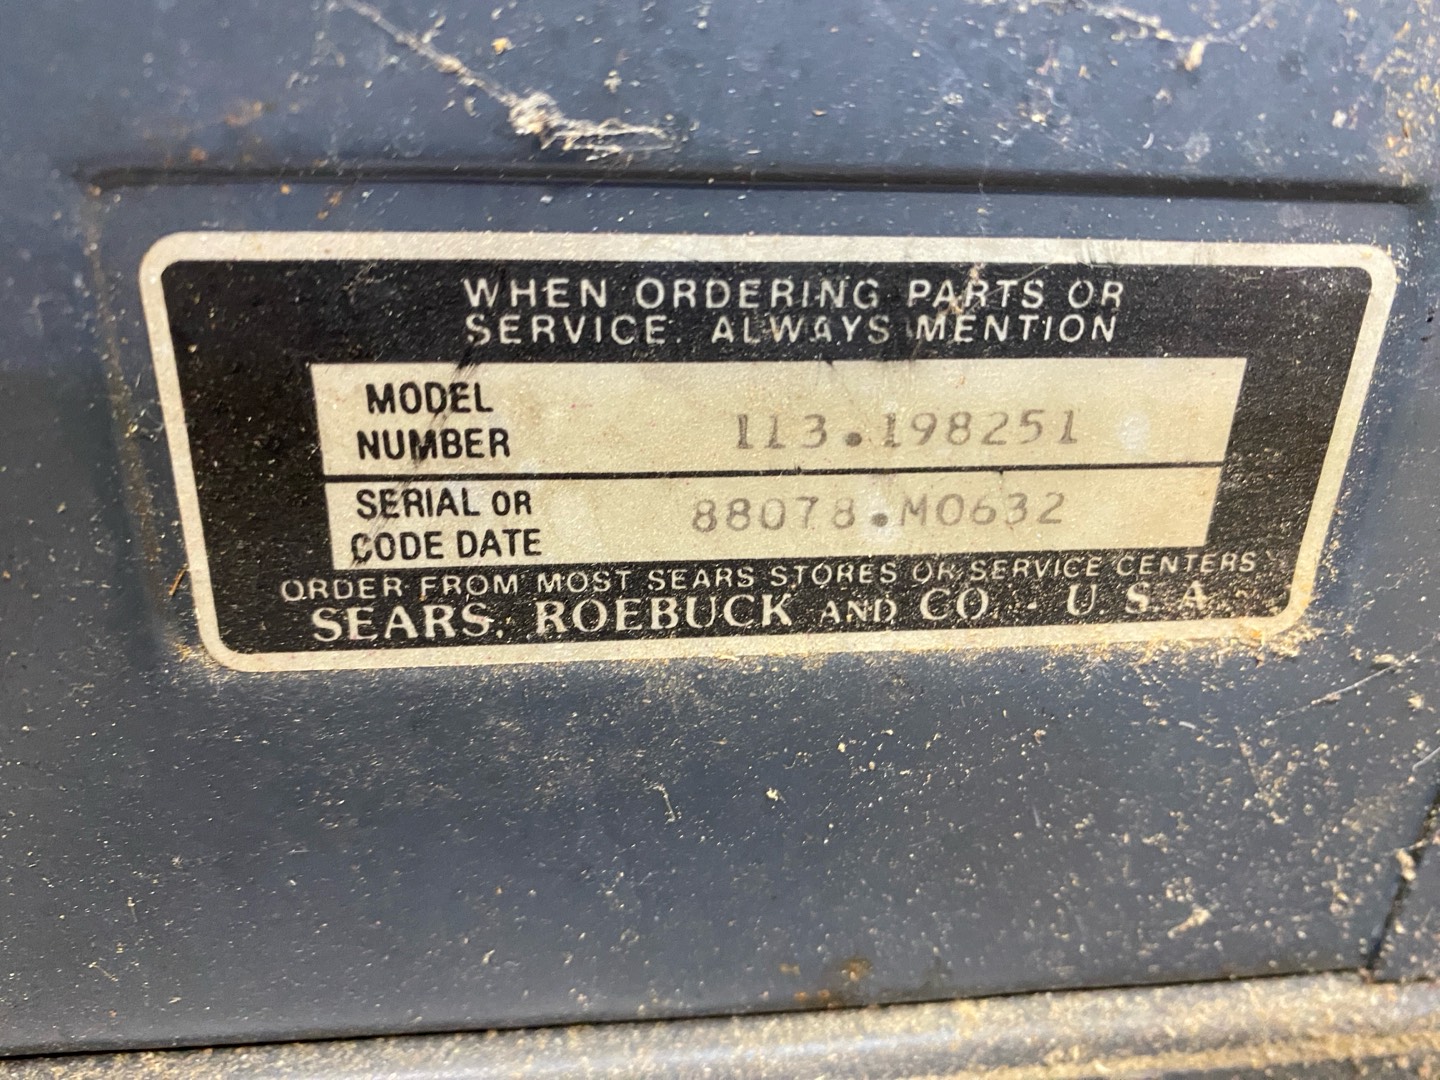 WHEN ORDERING PARTS OR
SERVICE. ALWAYS MENTION
MODEL
NUMBER 113.198251
SERIAL OR
CODE DATE 88078.M0632
ORDER FROM MOST SEARS STORES OR SERVICE CENTERS
SEARS, ROEBUCK AND CO. · U S A